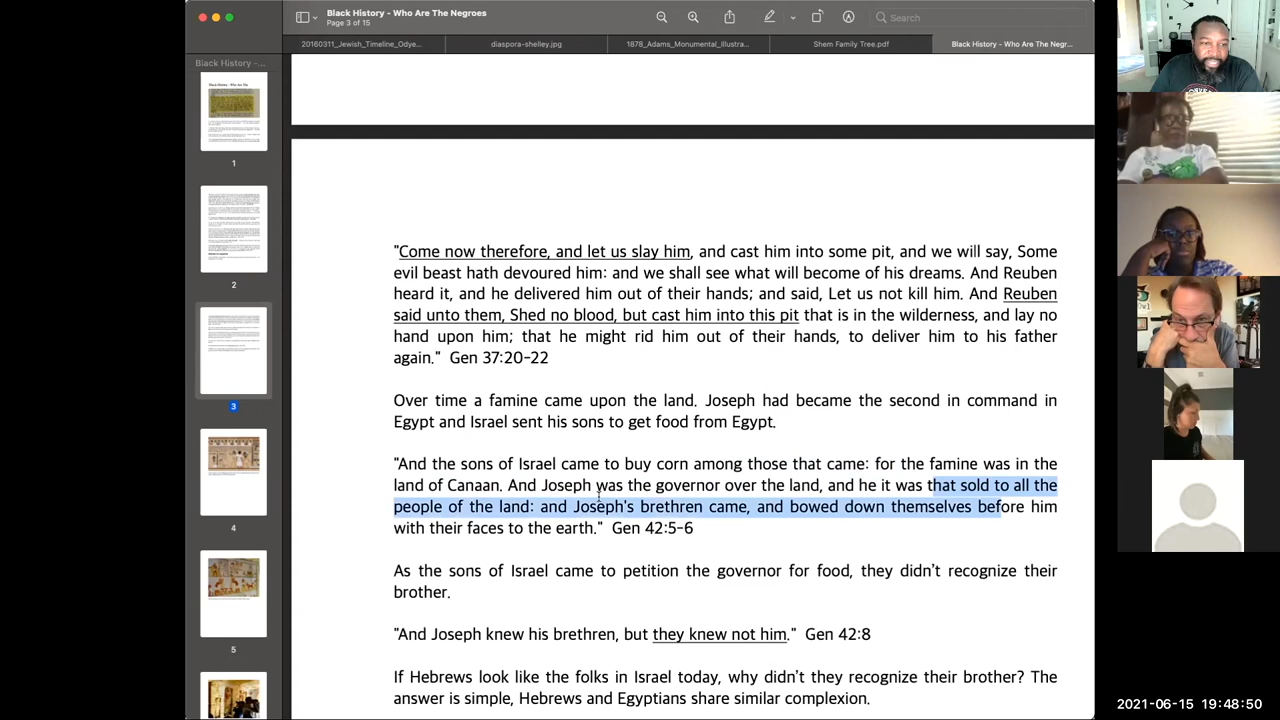 Black History - Who Are The Negroes
Page 3 of 15
Search
20160311_Jewish_Timeline_Odye...
diaspora-shelley.jpg
1878_Adams_Monumental_Illustra...
Shem Family Tree.pdf
Black History - Who Are The Negr...
Black History -...
1
2
3
4
5
"Come now therefore, and let us slay him, and cast him into some pit, and we will say, Some
evil beast hath devoured him: and we shall see what will become of his dreams. And Reuben
heard it, and he delivered him out of their hands; and said, Let us not kill him. And Reuben
said unto them, Shed no blood, but cast him into this pit that is in the wilderness, and lay no
hand upon him; that he might rid him out of their hands, to deliver him to his father
again." Gen 37:20-22
Over time a famine came upon the land. Joseph had became the second in command in
Egypt and Israel sent his sons to get food from Egypt.
"And the sons of Israel came to buy corn among those that came: for the famine was in the
land of Canaan. And Joseph was the governor over the land, and he it was that sold to all the
people of the land: and Joseph's brethren came, and bowed down themselves before him
with their faces to the earth." Gen 42:5-6
As the sons of Israel came to petition the governor for food, they didn't recognize their
brother.
"And Joseph knew his brethren, but they knew not him." Gen 42:8
If Hebrews look like the folks in Israel today, why didn't they recognize their brother? The
answer is simple, Hebrews and Egyptians share similar complexion.
2021-06-15 19:48:50